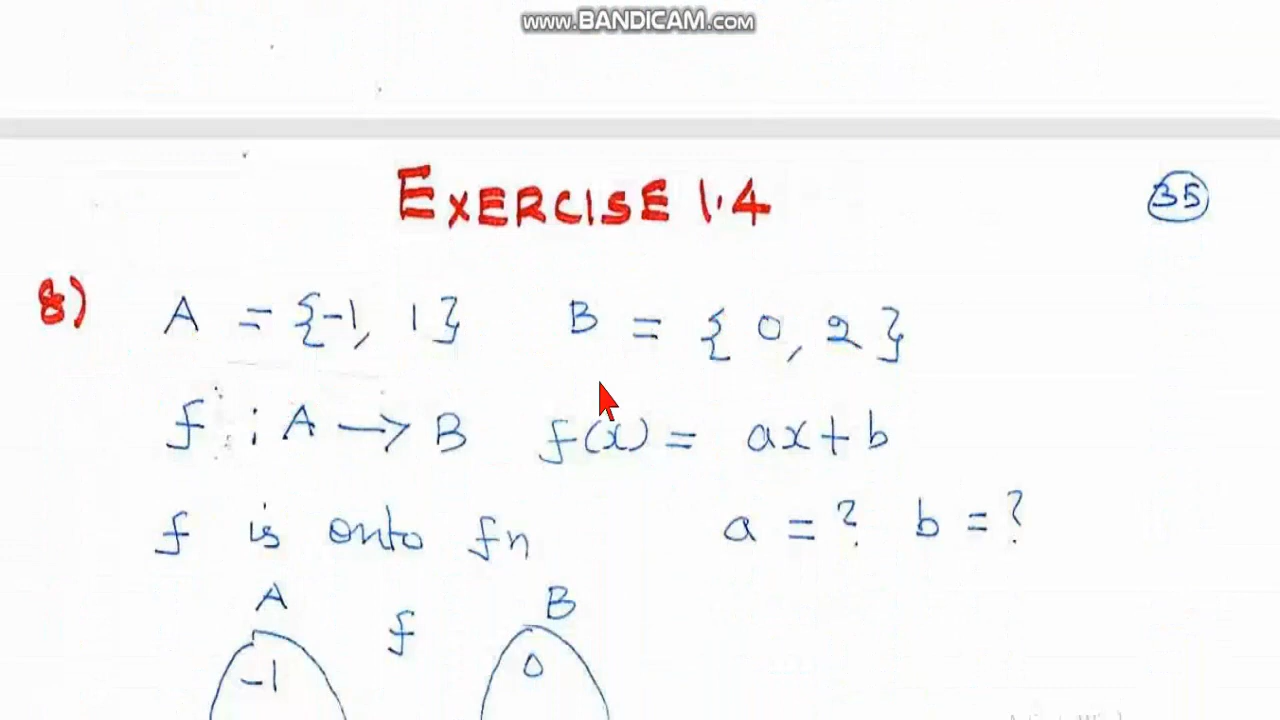 www.BANDICAM.com
EXERCISE 1.4
35
8) A = {-1, 1} B = {0, 2}
f : A → B f(x) = ax+b
f is onto fn a = ? b = ?
A f B
-1 0